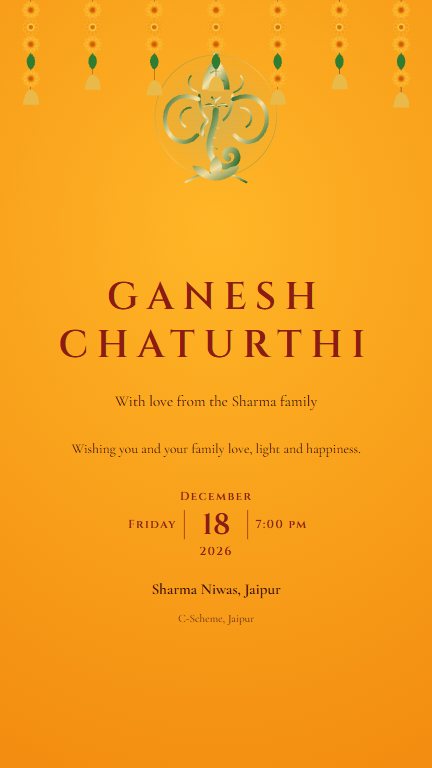 GANESH
CHATURTHI
With love from the Sharma family
Wishing you and your family love, light and happiness.
December
Friday 18 7:00 pm
2026
Sharma Niwas, Jaipur
C-Scheme, Jaipur